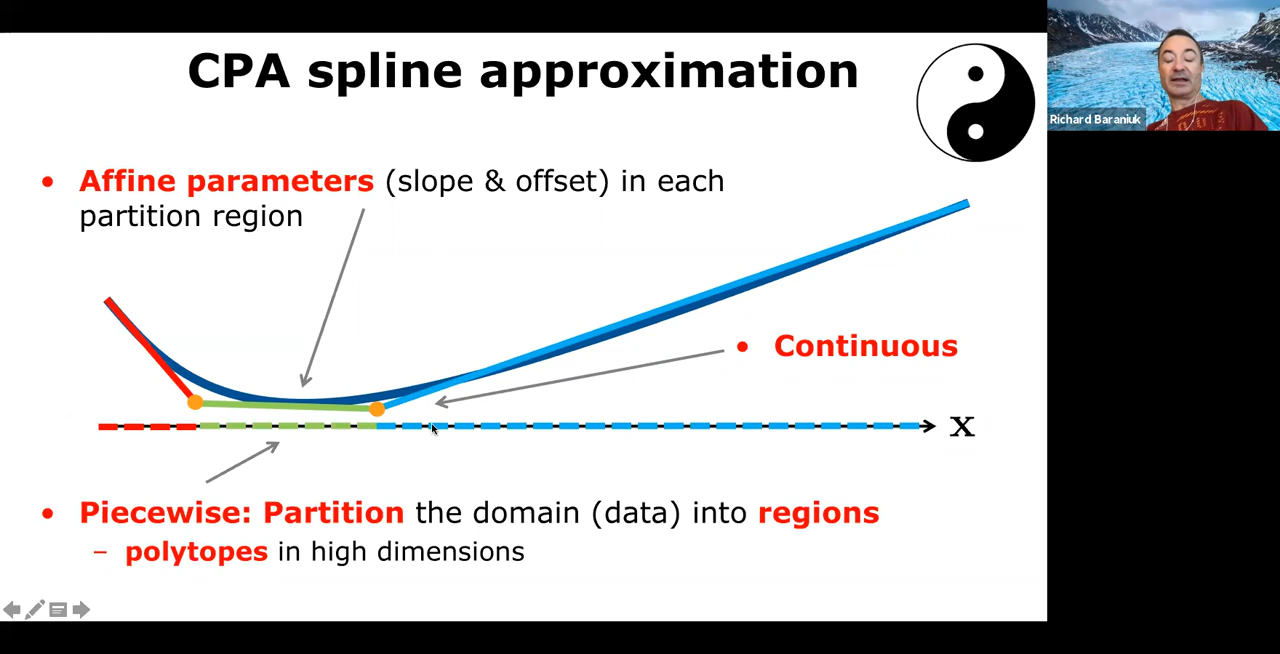 CPA spline approximation
Richard Baraniuk
• Affine parameters (slope & offset) in each
partition region
• Continuous
x
• Piecewise: Partition the domain (data) into regions
– polytopes in high dimensions